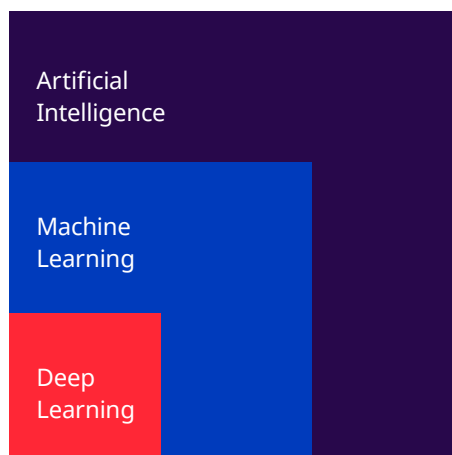 Artificial
Intelligence
Machine
Learning
Deep
Learning